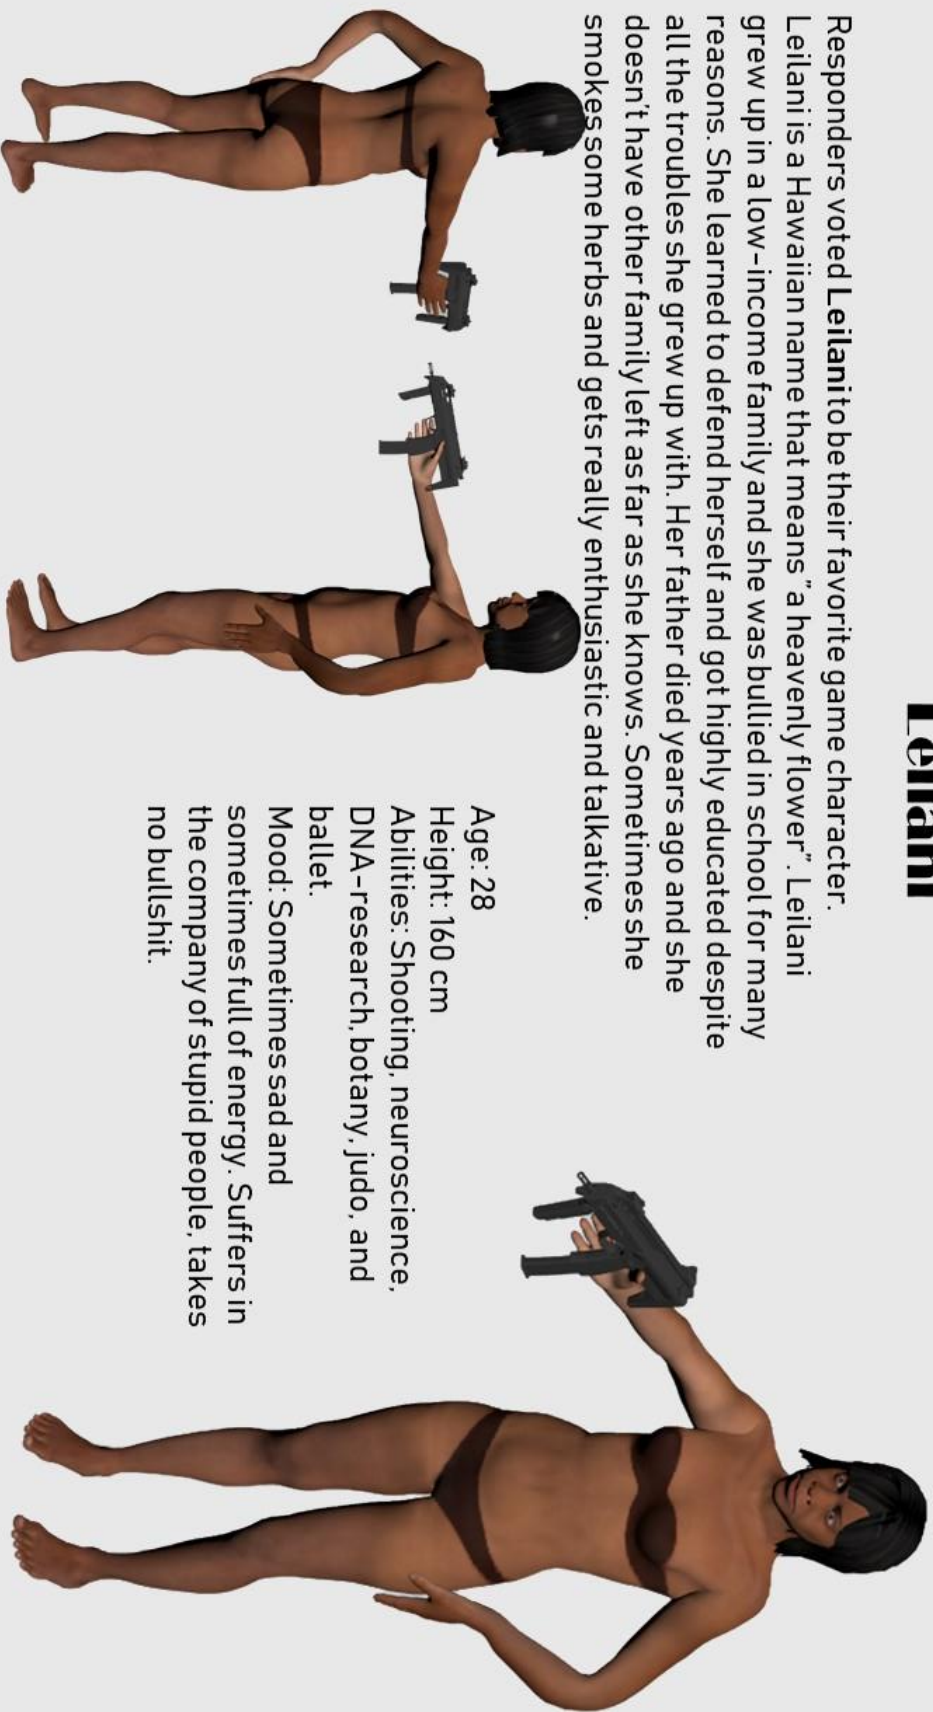 Leilani
Responders voted Leilani to be their favorite game character.
Leilani is a Hawaiian name that means "a heavenly flower". Leilani
grew up in a low-income family and she was bullied in school for many
reasons. She learned to defend herself and got highly educated despite
all the troubles she grew up with. Her father died years ago and she
doesn't have other family left as far as she knows. Sometimes she
smokes some herbs and gets really enthusiastic and talkative.
Age: 28
Height: 160 cm
Abilities: Shooting, neuroscience,
DNA-research, botany, judo, and
ballet.
Mood: Sometimes sad and
sometimes full of energy. Suffers in
the company of stupid people, takes
no bullshit.